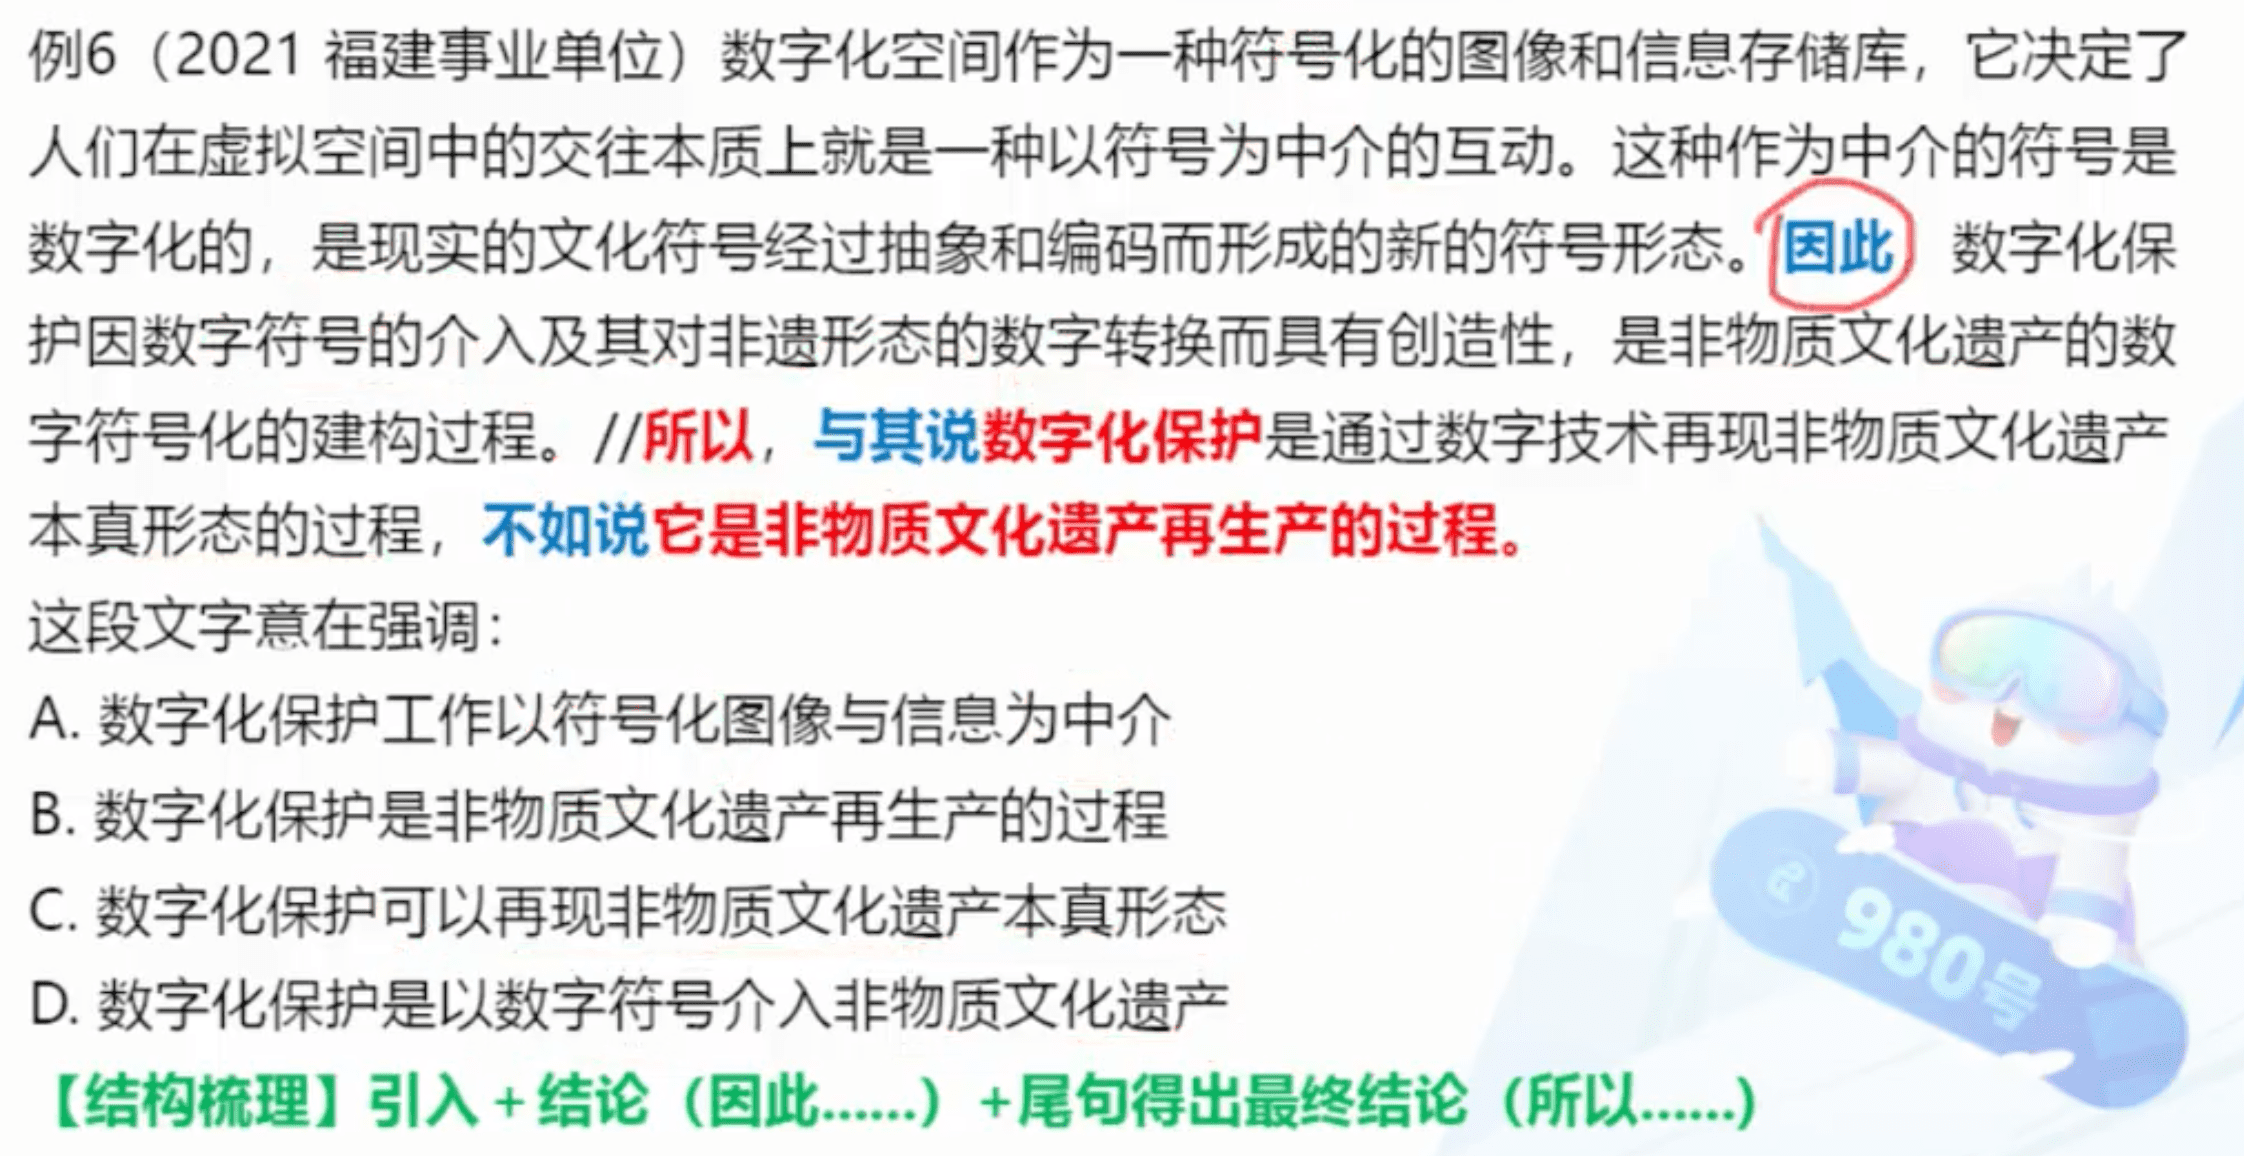 例6（2021 福建事业单位）数字化空间作为一种符号化的图像和信息存储库，它决定了
人们在虚拟空间中的交往本质上就是一种以符号为中介的互动。这种作为中介的符号是
数字化的，是现实的文化符号经过抽象和编码而形成的新的符号形态。因此 数字化保
护因数字符号的介入及其对非遗形态的数字转换而具有创造性，是非物质文化遗产的数
字符号化的建构过程。//所以，与其说数字化保护是通过数字技术再现非物质文化遗产
本真形态的过程，不如说它是非物质文化遗产再生产的过程。
这段文字意在强调：
A. 数字化保护工作以符号化图像与信息为中介
B. 数字化保护是非物质文化遗产再生产的过程
C. 数字化保护可以再现非物质文化遗产本真形态
D. 数字化保护是以数字符号介入非物质文化遗产
980号
【结构梳理】引入+结论（因此……）+尾句得出最终结论（所以……)